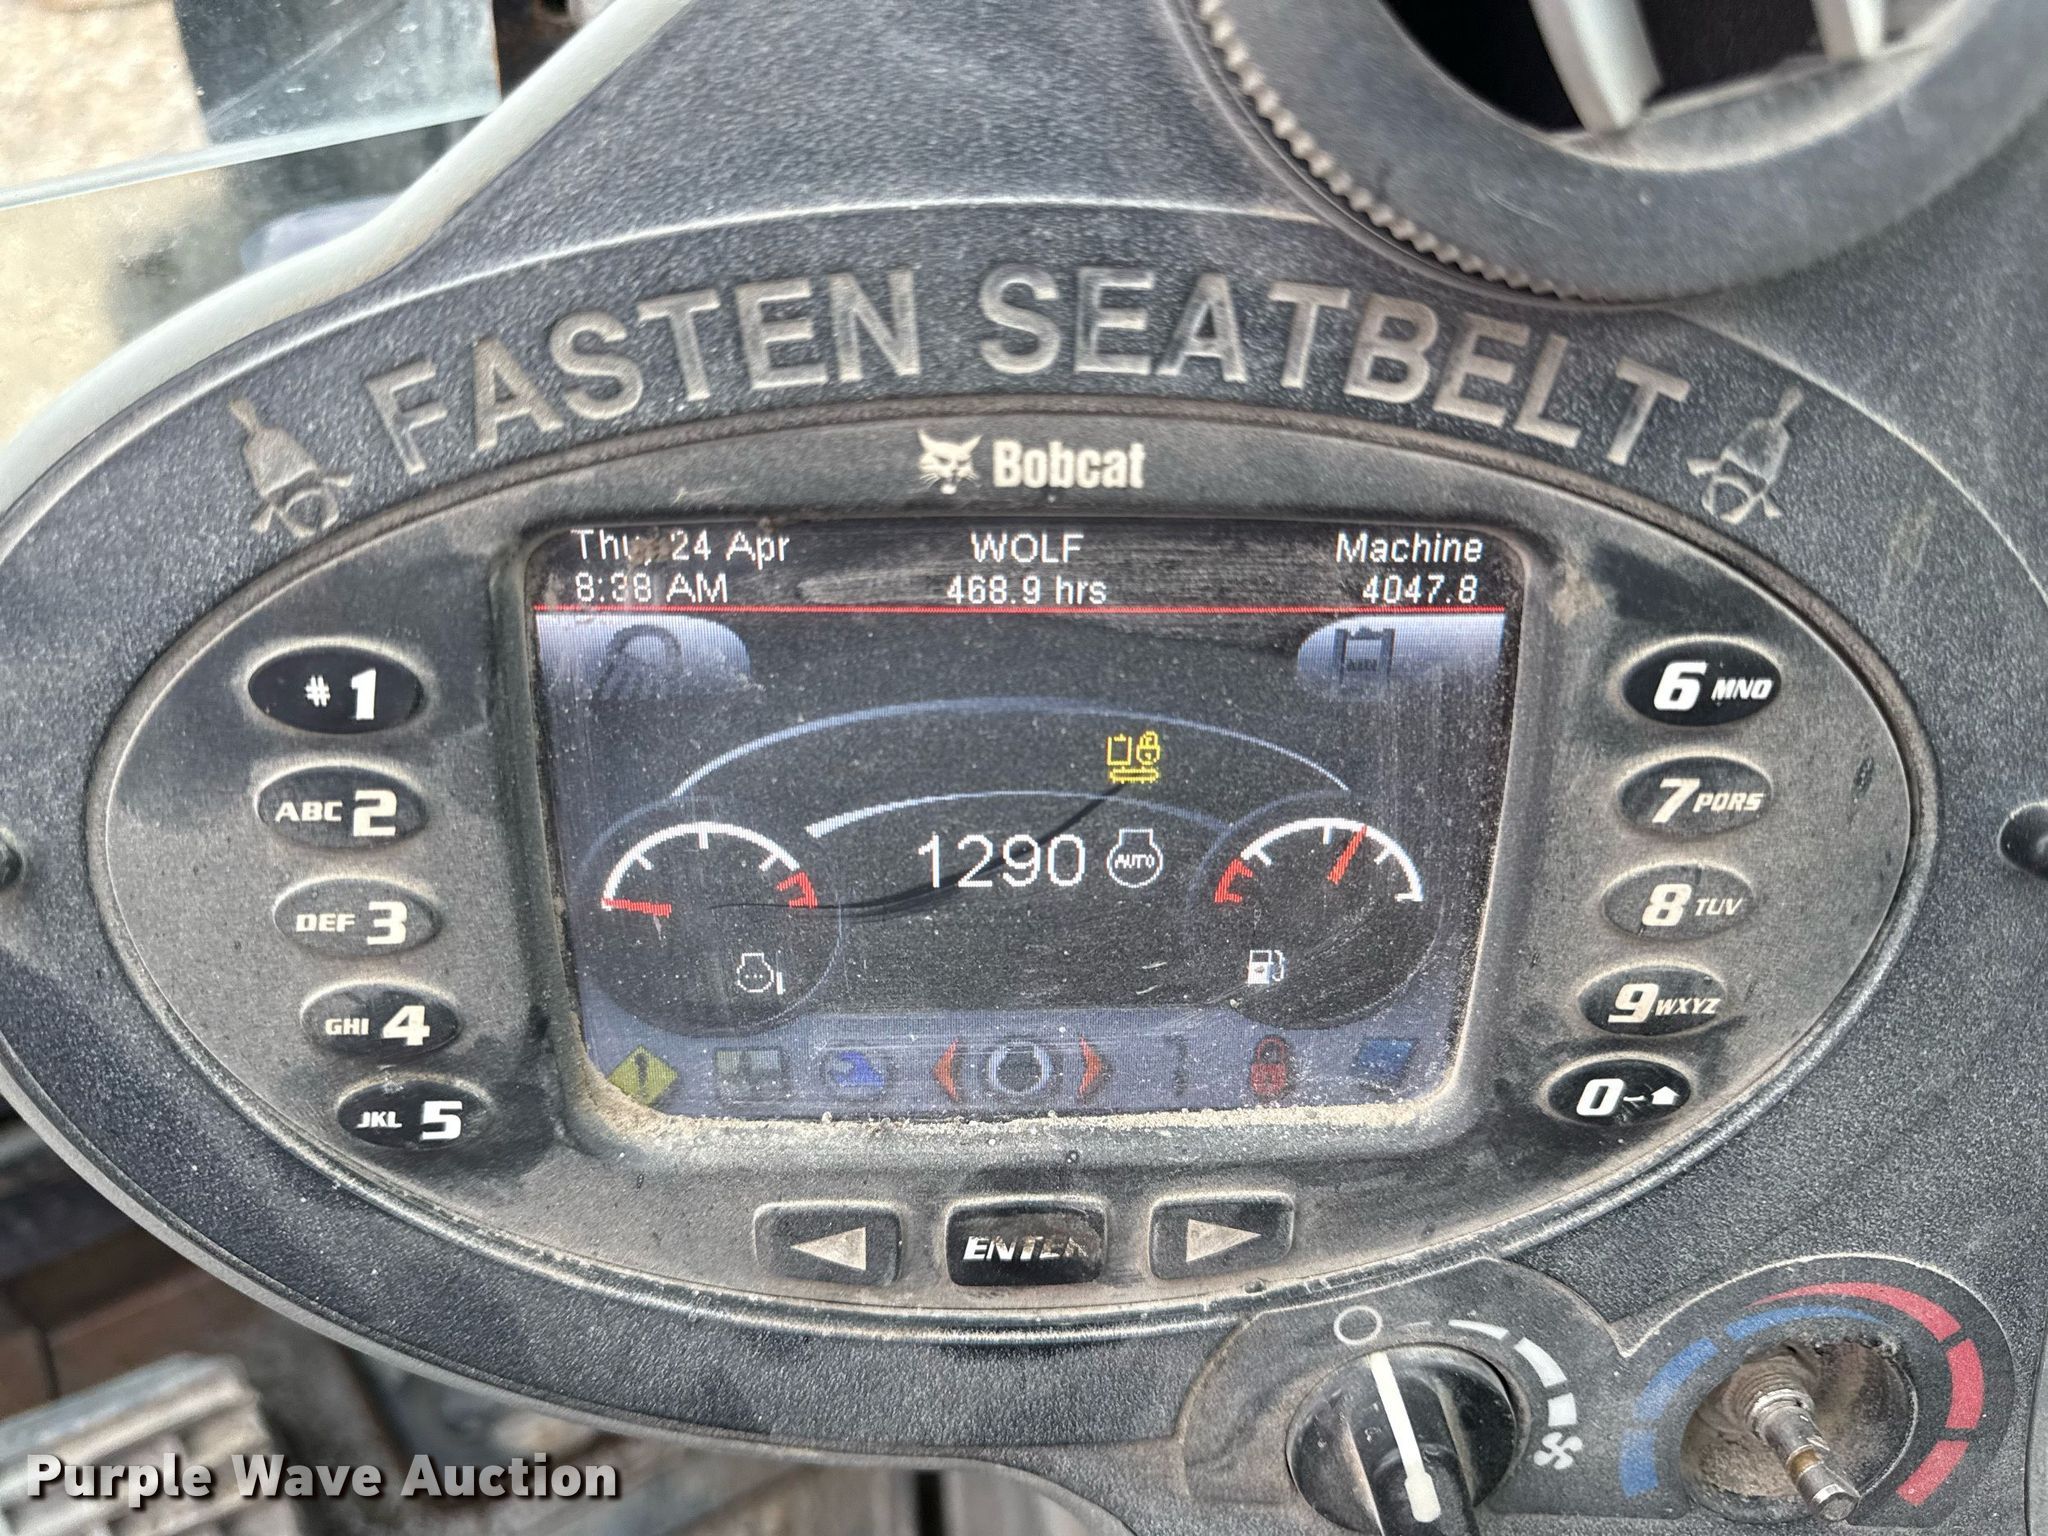 FASTEN SEATBELT
Bobcat
Thu, 24 Apr WOLF Machine
8:38 AM 468.9 hrs 4047.8
# 1
ABC 2
DEF 3
GHI 4
JKL 5
6 MNO
7 PQRS
8 TUV
9 WXYZ
0
1290 AUTO
ENTER
Purple Wave Auction